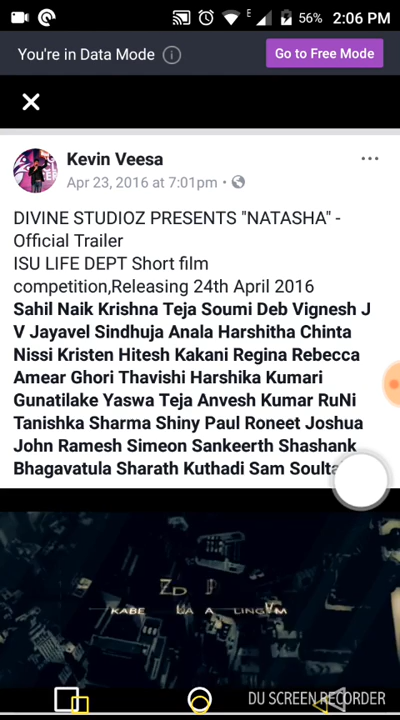 E 56% 2:06 PM
You're in Data Mode i Go to Free Mode
Kevin Veesa
Apr 23, 2016 at 7:01pm
DIVINE STUDIOZ PRESENTS "NATASHA" -
Official Trailer
ISU LIFE DEPT Short film
competition,Releasing 24th April 2016
Sahil Naik Krishna Teja Soumi Deb Vignesh J
V Jayavel Sindhuja Anala Harshitha Chinta
Nissi Kristen Hitesh Kakani Regina Rebecca
Amear Ghori Thavishi Harshika Kumari
Gunatilake Yaswa Teja Anvesh Kumar RuNi
Tanishka Sharma Shiny Paul Roneet Joshua
John Ramesh Simeon Sankeerth Shashank
Bhagavatula Sharath Kuthadi Sam
DU SCREEN RECORDER